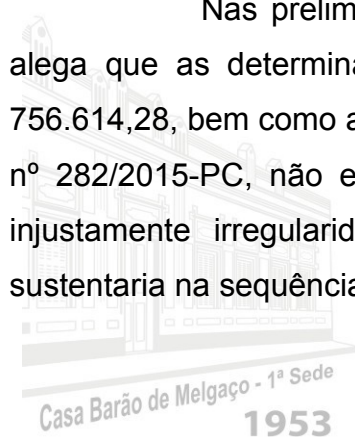 Nas prelim
alega que as determina
756.614,28, bem como a
nº 282/2015-PC, não e
injustamente irregularid
sustentaria na sequência
Casa Barão de Melgaço - 1ª Sede
1953